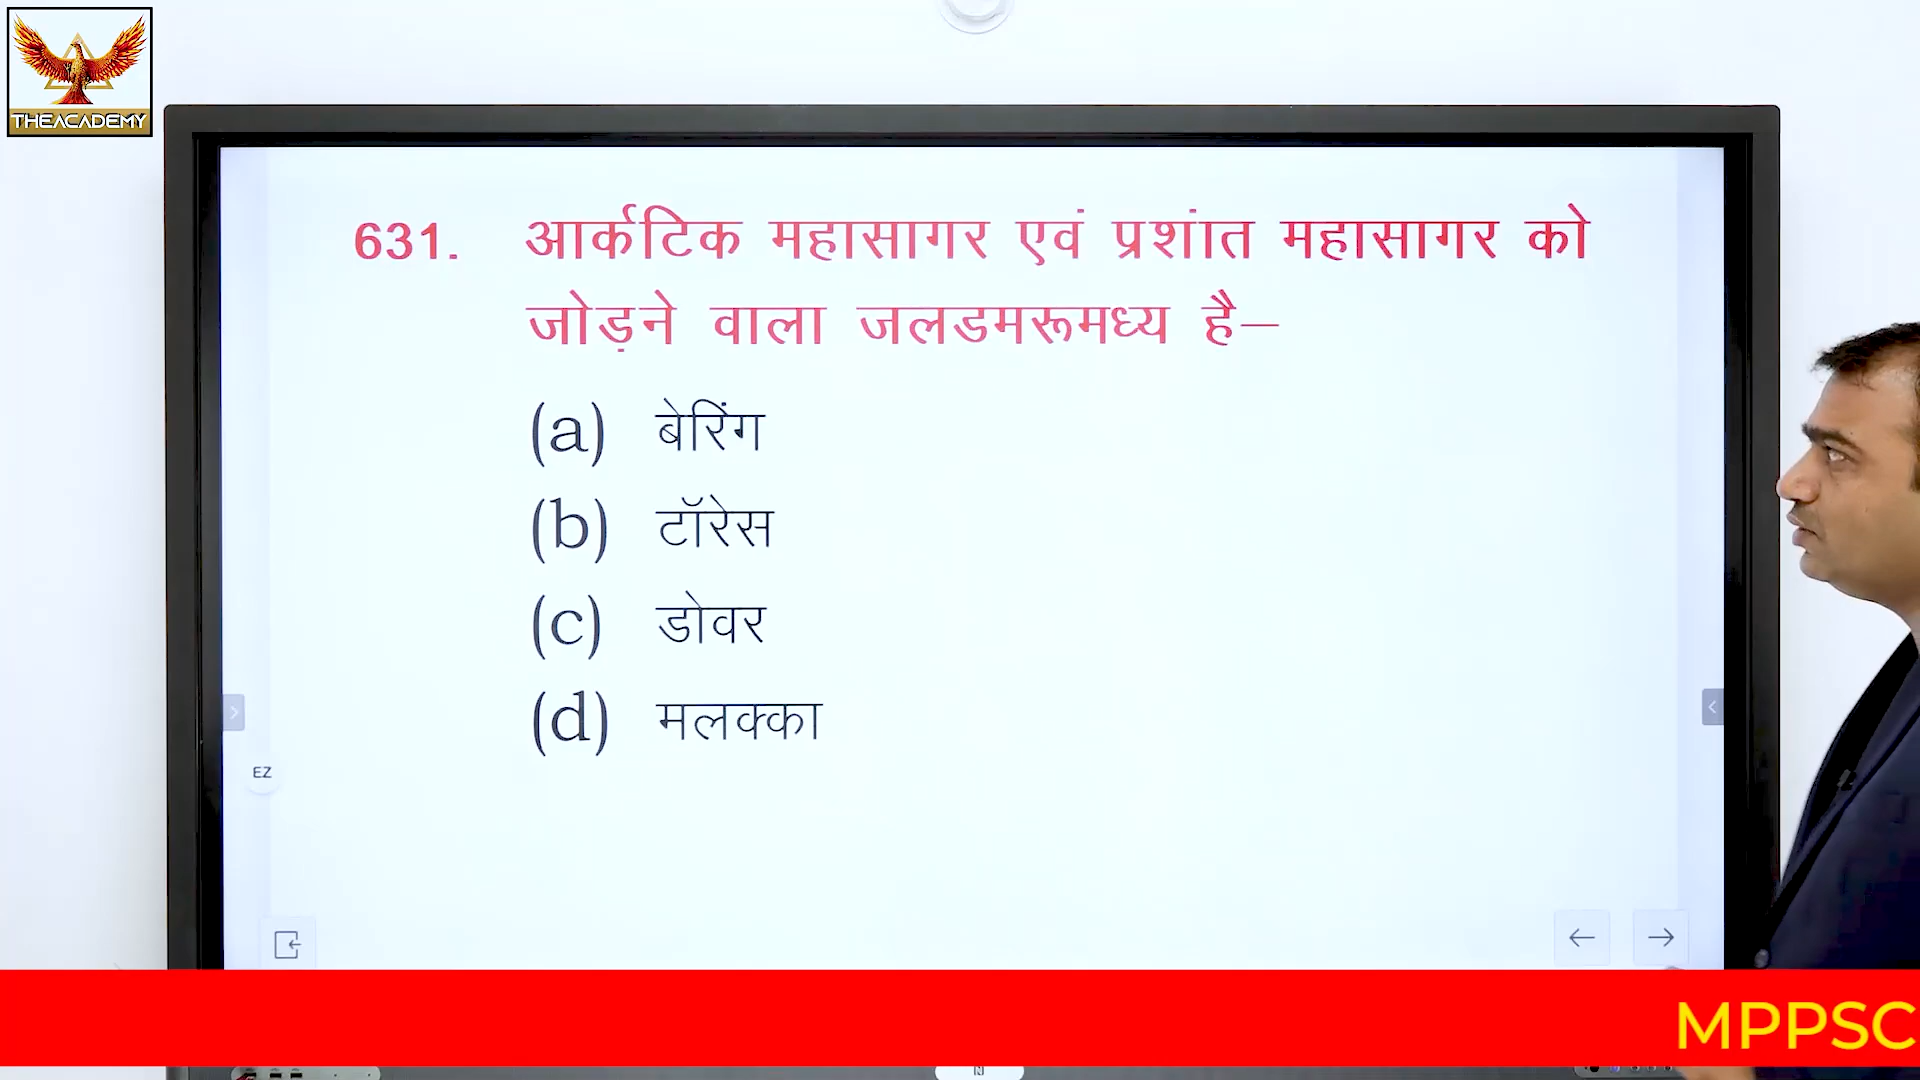 THEACADEMY
631. आर्कटिक महासागर एवं प्रशांत महासागर को
जोड़ने वाला जलडमरूमध्य है–
(a) बेरिंग
(b) टॉरेस
(c) डोवर
(d) मलक्का
EZ
MPPSC